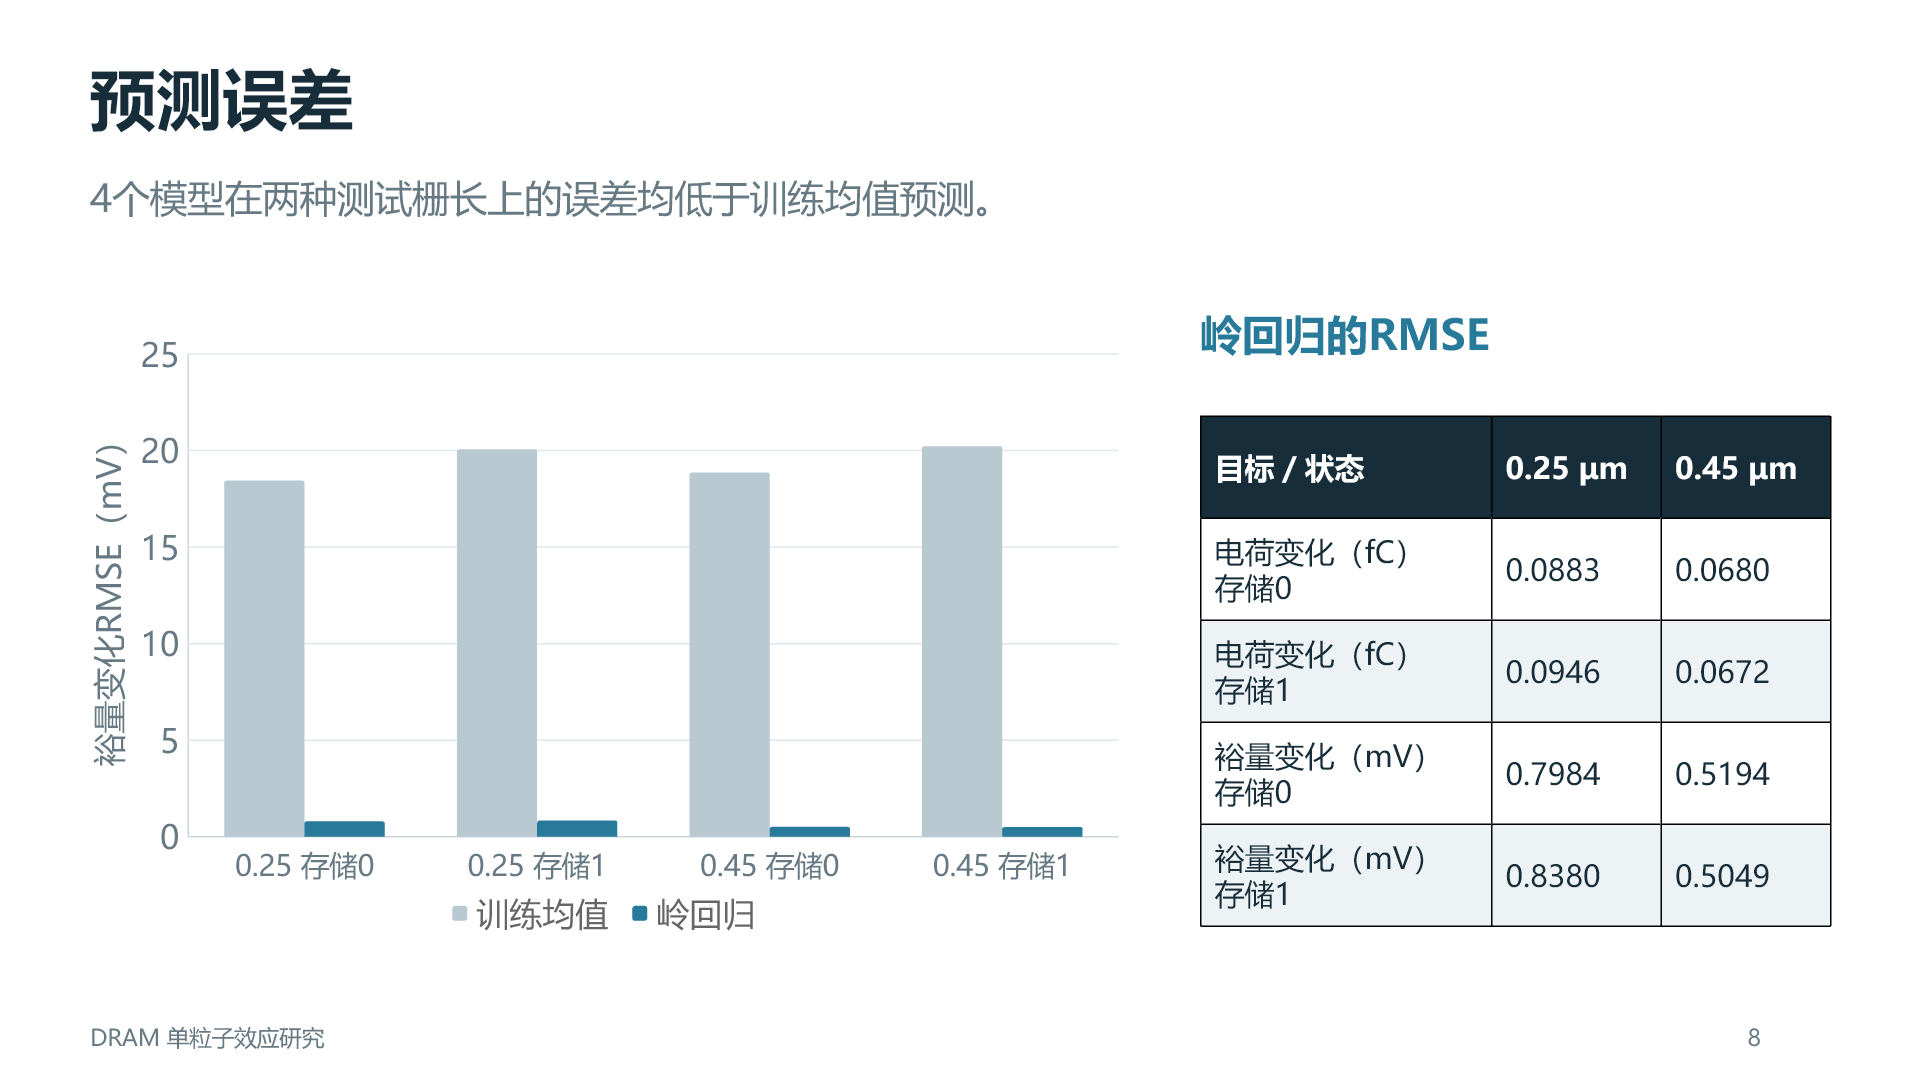 预测误差
4个模型在两种测试栅长上的误差均低于训练均值预测。
裕量变化RMSE（mV）
25
20
15
10
5
0
0.25 存储0
0.25 存储1
0.45 存储0
0.45 存储1
训练均值
岭回归
岭回归的RMSE
目标 / 状态 0.25 μm 0.45 μm
电荷变化（fC）
存储0
0.0883 0.0680
电荷变化（fC）
存储1
0.0946 0.0672
裕量变化（mV）
存储0
0.7984 0.5194
裕量变化（mV）
存储1
0.8380 0.5049
DRAM 单粒子效应研究
8